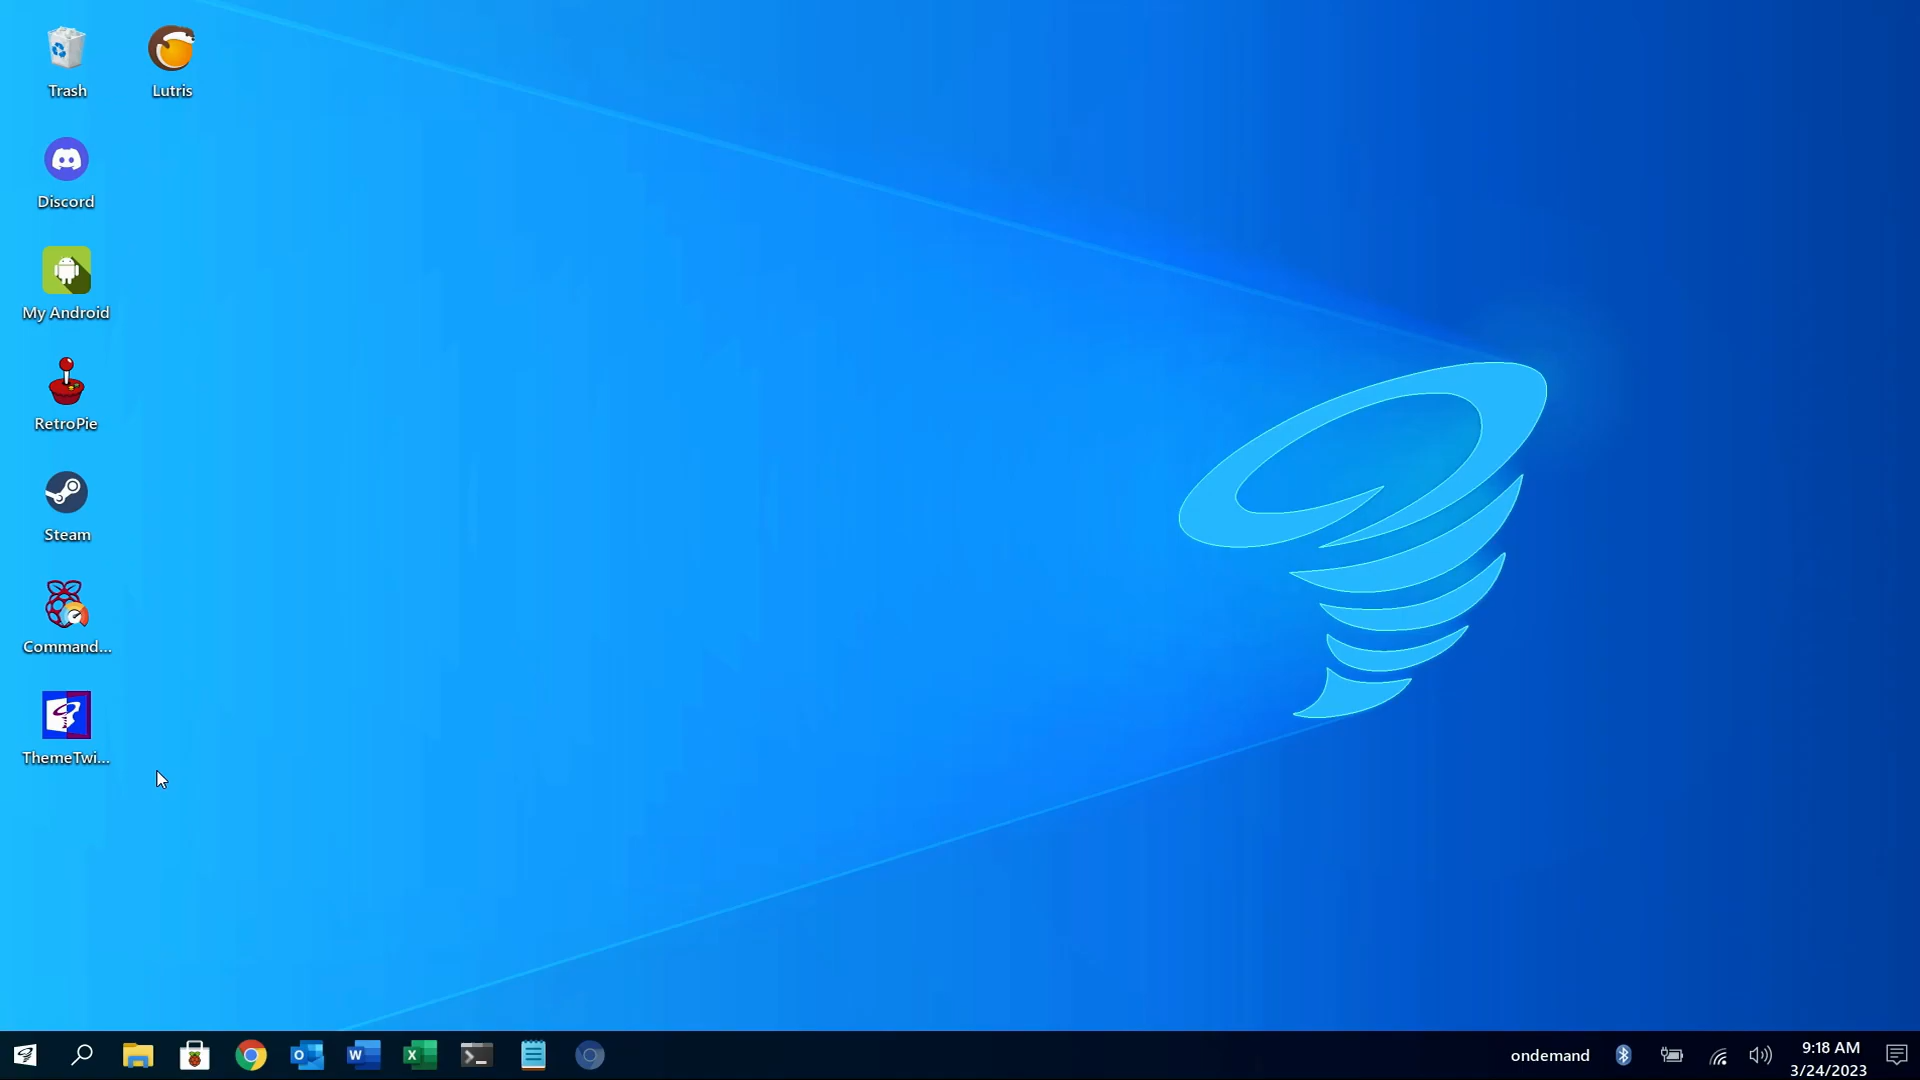 Trash
Lutris
Discord
My Android
RetroPie
Steam
Command...
ThemeTwi...
ondemand
9:18 AM
3/24/2023